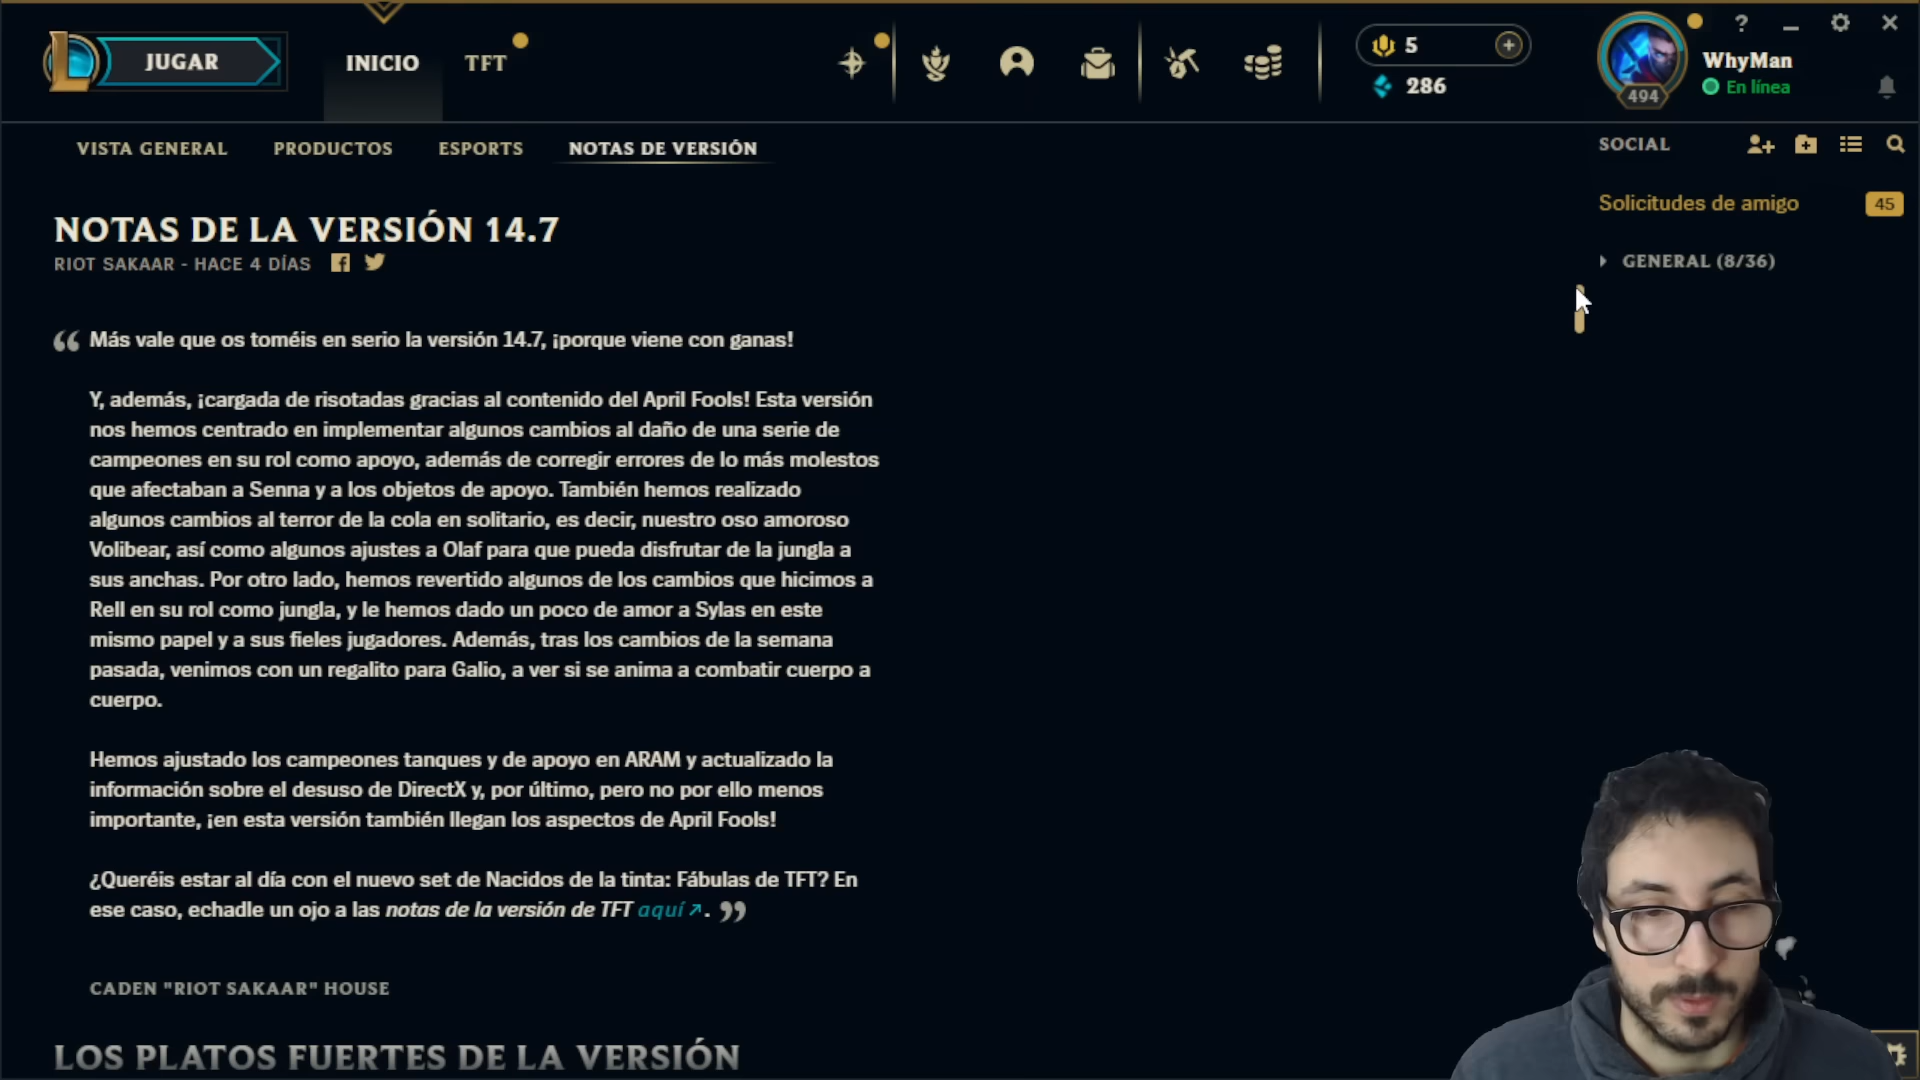 JUGAR
INICIO
TFT
5
286
494
WhyMan
En línea
?
VISTA GENERAL
PRODUCTOS
ESPORTS
NOTAS DE VERSIÓN
SOCIAL
Solicitudes de amigo
45
GENERAL (8/36)
NOTAS DE LA VERSIÓN 14.7
RIOT SAKAAR - HACE 4 DÍAS
“ Más vale que os toméis en serio la versión 14.7, ¡porque viene con ganas!
Y, además, ¡cargada de risotadas gracias al contenido del April Fools! Esta versión
nos hemos centrado en implementar algunos cambios al daño de una serie de
campeones en su rol como apoyo, además de corregir errores de lo más molestos
que afectaban a Senna y a los objetos de apoyo. También hemos realizado
algunos cambios al terror de la cola en solitario, es decir, nuestro oso amoroso
Volibear, así como algunos ajustes a Olaf para que pueda disfrutar de la jungla a
sus anchas. Por otro lado, hemos revertido algunos de los cambios que hicimos a
Rell en su rol como jungla, y le hemos dado un poco de amor a Sylas en este
mismo papel y a sus fieles jugadores. Además, tras los cambios de la semana
pasada, venimos con un regalito para Galio, a ver si se anima a combatir cuerpo a
cuerpo.
Hemos ajustado los campeones tanques y de apoyo en ARAM y actualizado la
información sobre el desuso de DirectX y, por último, pero no por ello menos
importante, ¡en esta versión también llegan los aspectos de April Fools!
¿Queréis estar al día con el nuevo set de Nacidos de la tinta: Fábulas de TFT? En
ese caso, echadle un ojo a las notas de la versión de TFT aquí↗. ”
CADEN "RIOT SAKAAR" HOUSE
LOS PLATOS FUERTES DE LA VERSIÓN